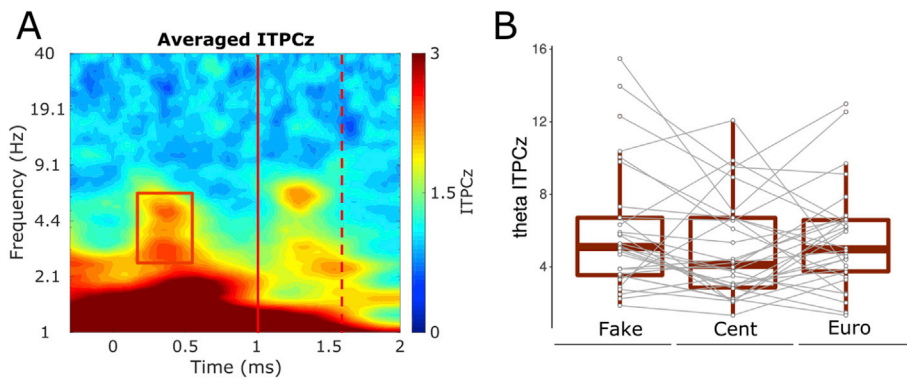 A
Averaged ITPCz
40
19.1
9.1
4.4
2.1
1
Frequency (Hz)
0
0.5
1
1.5
2
Time (ms)
3
1.5
0
ITPCz
B
16
12
8
4
theta ITPCz
Fake
Cent
Euro